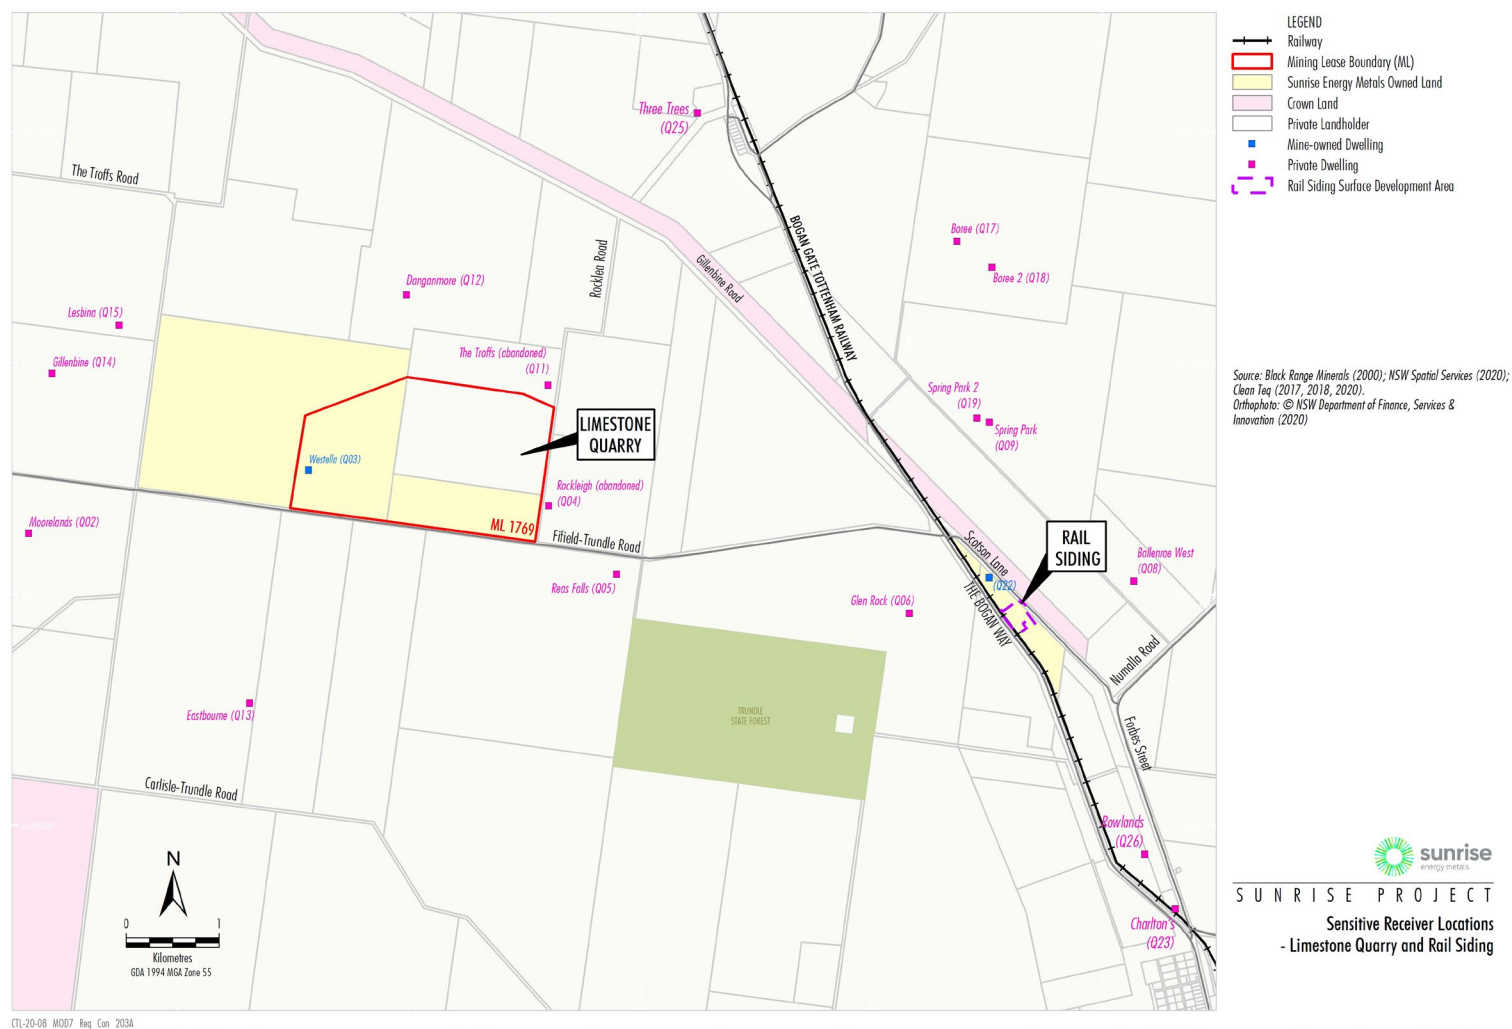 LEGEND
Railway
Mining Lease Boundary (ML)
Sunrise Energy Metals Owned Land
Crown Land
Private Landholder
Mine-owned Dwelling
Private Dwelling
Rail Siding Surface Development Area
Three Trees
(Q25)
The Troffs Road
BOGAN GATE TOTTENHAM RAILWAY
Boree (Q17)
Boree 2 (Q18)
Rocklea Road
Gillenbine Road
Danganmore (Q12)
Lesbina (Q15)
Gillenbine (Q14)
The Troffs (abandoned)
(Q11)
Spring Park 2
(Q19)
Spring Park
(Q09)
LIMESTONE
QUARRY
Westella (Q03)
Rockleigh (abandoned)
(Q04)
ML 1769
Fifield-Trundle Road
Moorelands (Q02)
Scotson Lane
RAIL
SIDING
Ballenrae West
(Q08)
(Q22)
Reas Falls (Q05)
Glen Rock (Q06)
THE BOGAN WAY
Numalla Road
TRUNDLE
STATE FOREST
Eastbourne (Q13)
Forbes Street
Carlisle-Trundle Road
Rowlands
(Q26)
Charlton's
(Q23)
N
0 1
Kilometres
GDA 1994 MGA Zone 55
Source: Black Range Minerals (2000); NSW Spatial Services (2020);
Clean Teq (2017, 2018, 2020).
Orthophoto: © NSW Department of Finance, Services &
Innovation (2020)
sunrise
energy metals
SUNRISE PROJECT
Sensitive Receiver Locations
- Limestone Quarry and Rail Siding
CTL-20-08 MOD7 Req Con 203A